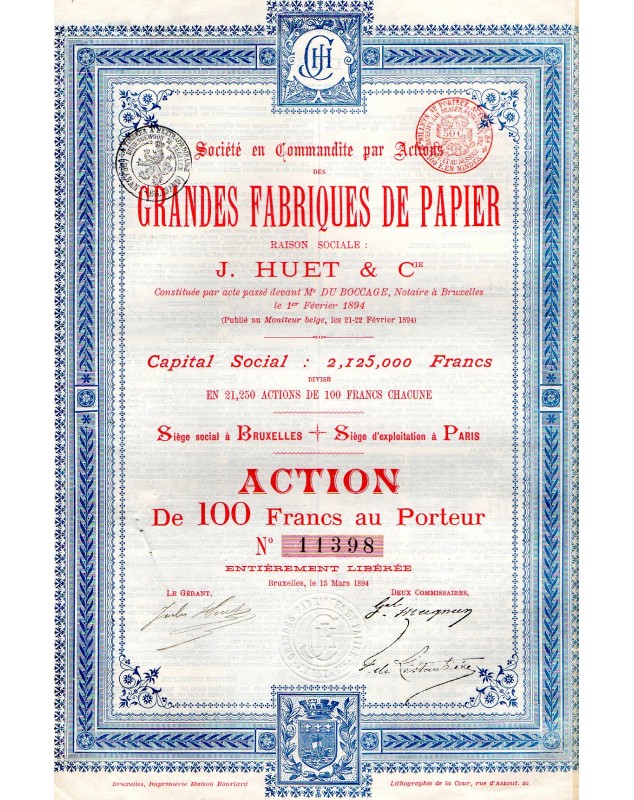 Société en Commandite par Actions
DES
GRANDES FABRIQUES DE PAPIER
RAISON SOCIALE :
J. HUET & CIE
Constituée par acte passé devant Me DU BOCCAGE, Notaire à Bruxelles
le 1er Février 1894
(Publié au Moniteur belge, les 21-22 Février 1894)
Capital Social : 2,125,000 Francs
DIVISÉ
EN 21,250 ACTIONS DE 100 FRANCS CHACUNE
Siège social à BRUXELLES Siège d'exploitation à PARIS
ACTION
De 100 Francs au Porteur
No 11398
ENTIÈREMENT LIBÉRÉE
Bruxelles, le 15 Mars 1894
LE GÉRANT, DEUX COMMISSAIRES,
Jules Huet
Bruxelles, Imprimerie Maison Bourlard Lithographie de la Cour, rue d'Assaut. 20.